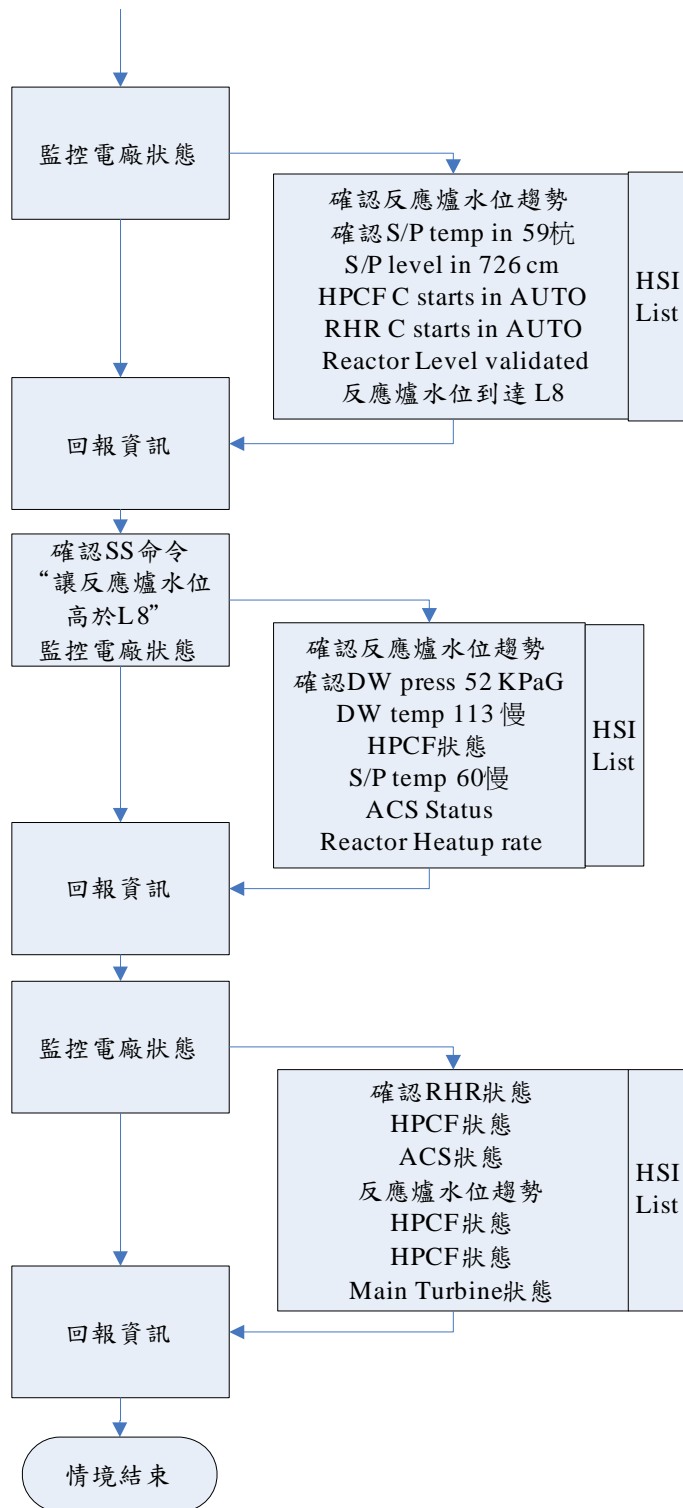 監控電廠狀態
確認反應爐水位趨勢
確認S/P temp in 59杭
S/P level in 726 cm
HPCF C starts in AUTO
RHR C starts in AUTO
Reactor Level validated
反應爐水位到達 L8
HSI
List
回報資訊
確認SS命令
“讓反應爐水位
高於L8”
監控電廠狀態
確認反應爐水位趨勢
確認DW press 52 KPaG
DW temp 113 慢
HPCF狀態
S/P temp 60慢
ACS Status
Reactor Heatup rate
HSI
List
回報資訊
監控電廠狀態
確認RHR狀態
HPCF狀態
ACS狀態
反應爐水位趨勢
HPCF狀態
HPCF狀態
Main Turbine狀態
HSI
List
回報資訊
情境結束